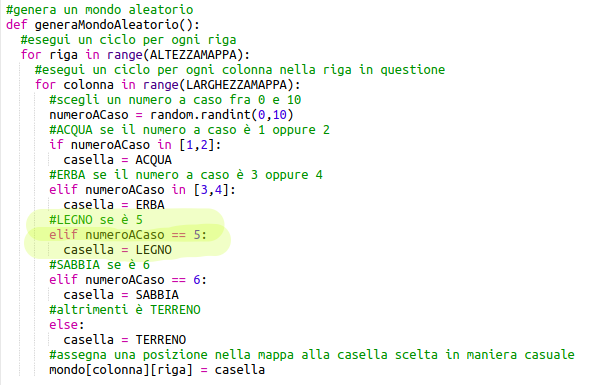 #genera un mondo aleatorio
def generaMondoAleatorio():
  #esegui un ciclo per ogni riga
  for riga in range(ALTEZZAMAPPA):
    #esegui un ciclo per ogni colonna nella riga in questione
    for colonna in range(LARGHEZZAMAPPA):
      #scegli un numero a caso fra 0 e 10
      numeroACaso = random.randint(0,10)
      #ACQUA se il numero a caso è 1 oppure 2
      if numeroACaso in [1,2]:
        casella = ACQUA
      #ERBA se il numero a caso è 3 oppure 4
      elif numeroACaso in [3,4]:
        casella = ERBA
      #LEGNO se è 5
      elif numeroACaso == 5:
        casella = LEGNO
      #SABBIA se è 6
      elif numeroACaso == 6:
        casella = SABBIA
      #altrimenti è TERRENO
      else:
        casella = TERRENO
      #assegna una posizione nella mappa alla casella scelta in maniera casuale
      mondo[colonna][riga] = casella